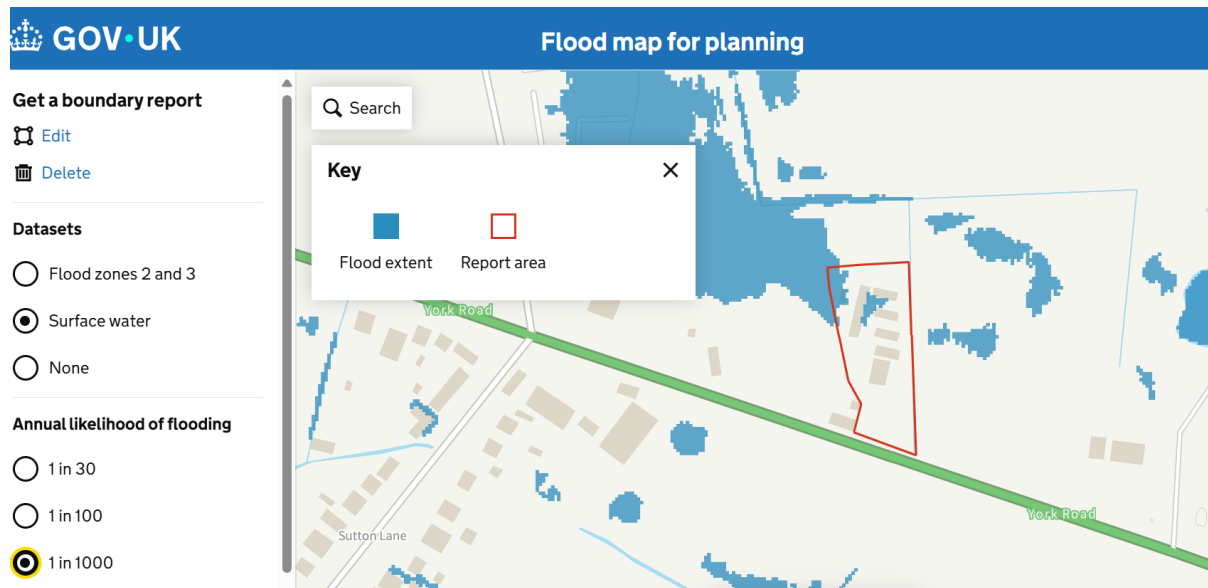 GOV·UK
Flood map for planning
Get a boundary report
Edit
Delete
Datasets
Flood zones 2 and 3
Surface water
None
Annual likelihood of flooding
1 in 30
1 in 100
1 in 1000
Search
Key
Flood extent
Report area
York Road
York Road
Sutton Lane